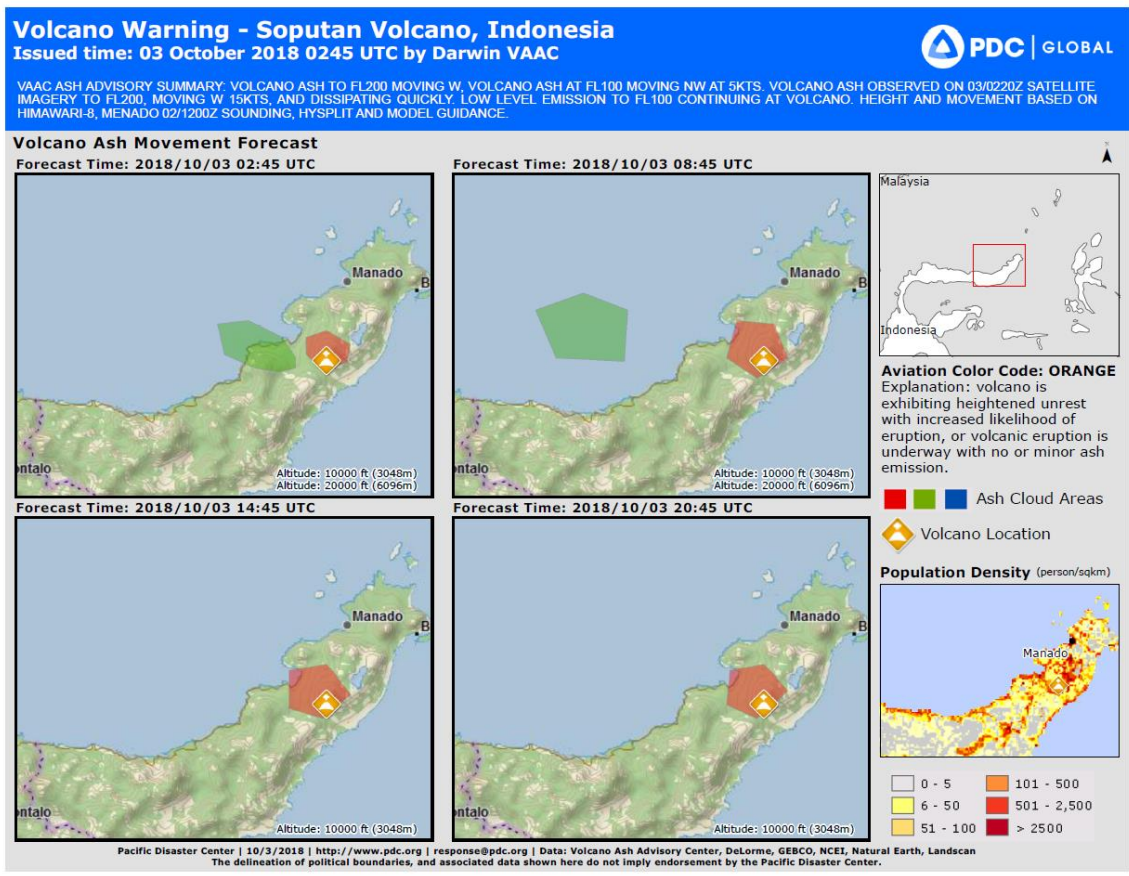 Volcano Warning - Soputan Volcano, Indonesia
Issued time: 03 October 2018 0245 UTC by Darwin VAAC
PDC | GLOBAL
VAAC ASH ADVISORY SUMMARY: VOLCANO ASH TO FL200 MOVING W, VOLCANO ASH AT FL100 MOVING NW AT 5KTS. VOLCANO ASH OBSERVED ON 03/0220Z SATELLITE
IMAGERY TO FL200, MOVING W 15KTS, AND DISSIPATING QUICKLY. LOW LEVEL EMISSION TO FL100 CONTINUING AT VOLCANO. HEIGHT AND MOVEMENT BASED ON
HIMAWARI-8, MENADO 02/1200Z SOUNDING, HYSPLIT AND MODEL GUIDANCE.
Volcano Ash Movement Forecast
Forecast Time: 2018/10/03 02:45 UTC
Manado
B
ontalo
Altitude: 10000 ft (3048m)
Altitude: 20000 ft (6096m)
Forecast Time: 2018/10/03 08:45 UTC
Manado
B
ontalo
Altitude: 10000 ft (3048m)
Altitude: 20000 ft (6096m)
Forecast Time: 2018/10/03 14:45 UTC
Manado
B
ontalo
Altitude: 10000 ft (3048m)
Forecast Time: 2018/10/03 20:45 UTC
Manado
B
ontalo
Altitude: 10000 ft (3048m)
Malaysia
Indonesia
Aviation Color Code: ORANGE
Explanation: volcano is
exhibiting heightened unrest
with increased likelihood of
eruption, or volcanic eruption is
underway with no or minor ash
emission.
Ash Cloud Areas
Volcano Location
Population Density (person/sqkm)
Manado
0 - 5
6 - 50
51 - 100
101 - 500
501 - 2,500
> 2500
Pacific Disaster Center | 10/3/2018 | http://www.pdc.org | response@pdc.org | Data: Volcano Ash Advisory Center, DeLorme, GEBCO, NCEI, Natural Earth, Landscan
The delineation of political boundaries, and associated data shown here do not imply endorsement by the Pacific Disaster Center.